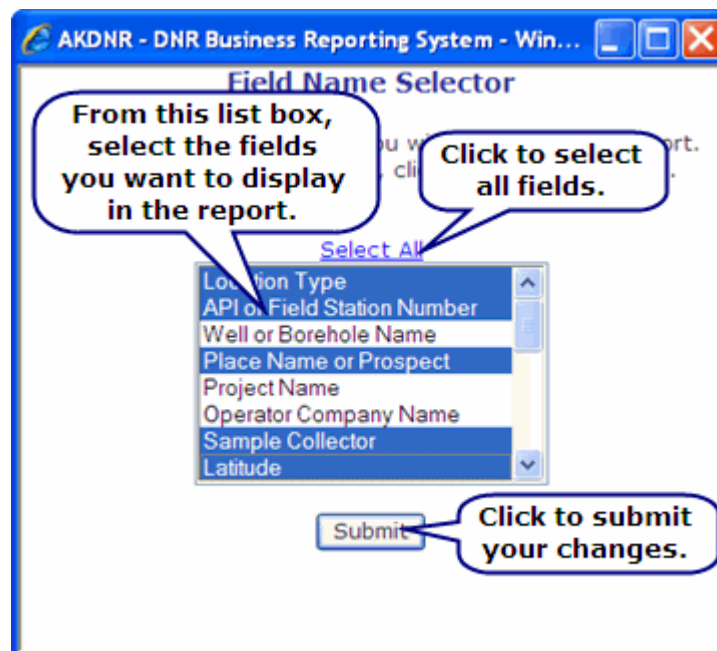 AKDNR - DNR Business Reporting System - Win...
Field Name Selector
From this list box,
select the fields
you want to display
in the report.
Click to select
all fields.
Select All
Location Type
API or Field Station Number
Well or Borehole Name
Place Name or Prospect
Project Name
Operator Company Name
Sample Collector
Latitude
Submit
Click to submit
your changes.